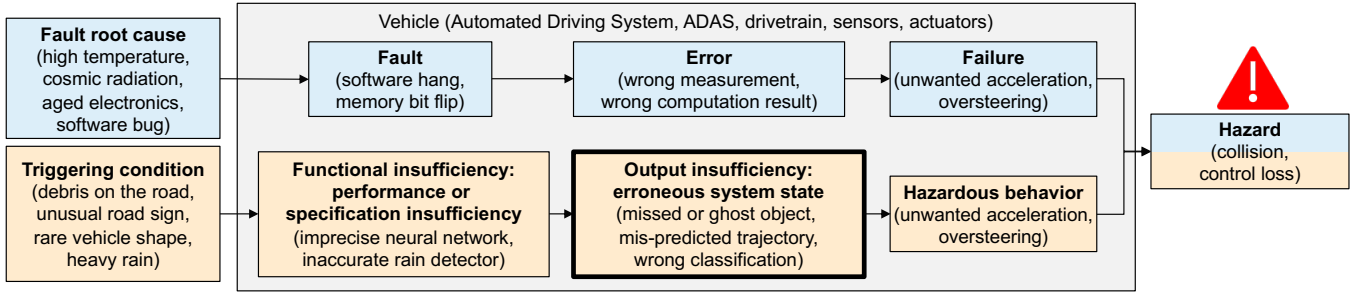 Vehicle (Automated Driving System, ADAS, drivetrain, sensors, actuators)
Fault root cause
(high temperature,
cosmic radiation,
aged electronics,
software bug)
Fault
(software hang,
memory bit flip)
Error
(wrong measurement,
wrong computation result)
Failure
(unwanted acceleration,
oversteering)
Triggering condition
(debris on the road,
unusual road sign,
rare vehicle shape,
heavy rain)
Functional insufficiency:
performance or
specification insufficiency
(imprecise neural network,
inaccurate rain detector)
Output insufficiency:
erroneous system state
(missed or ghost object,
mis-predicted trajectory,
wrong classification)
Hazardous behavior
(unwanted acceleration,
oversteering)
Hazard
(collision,
control loss)